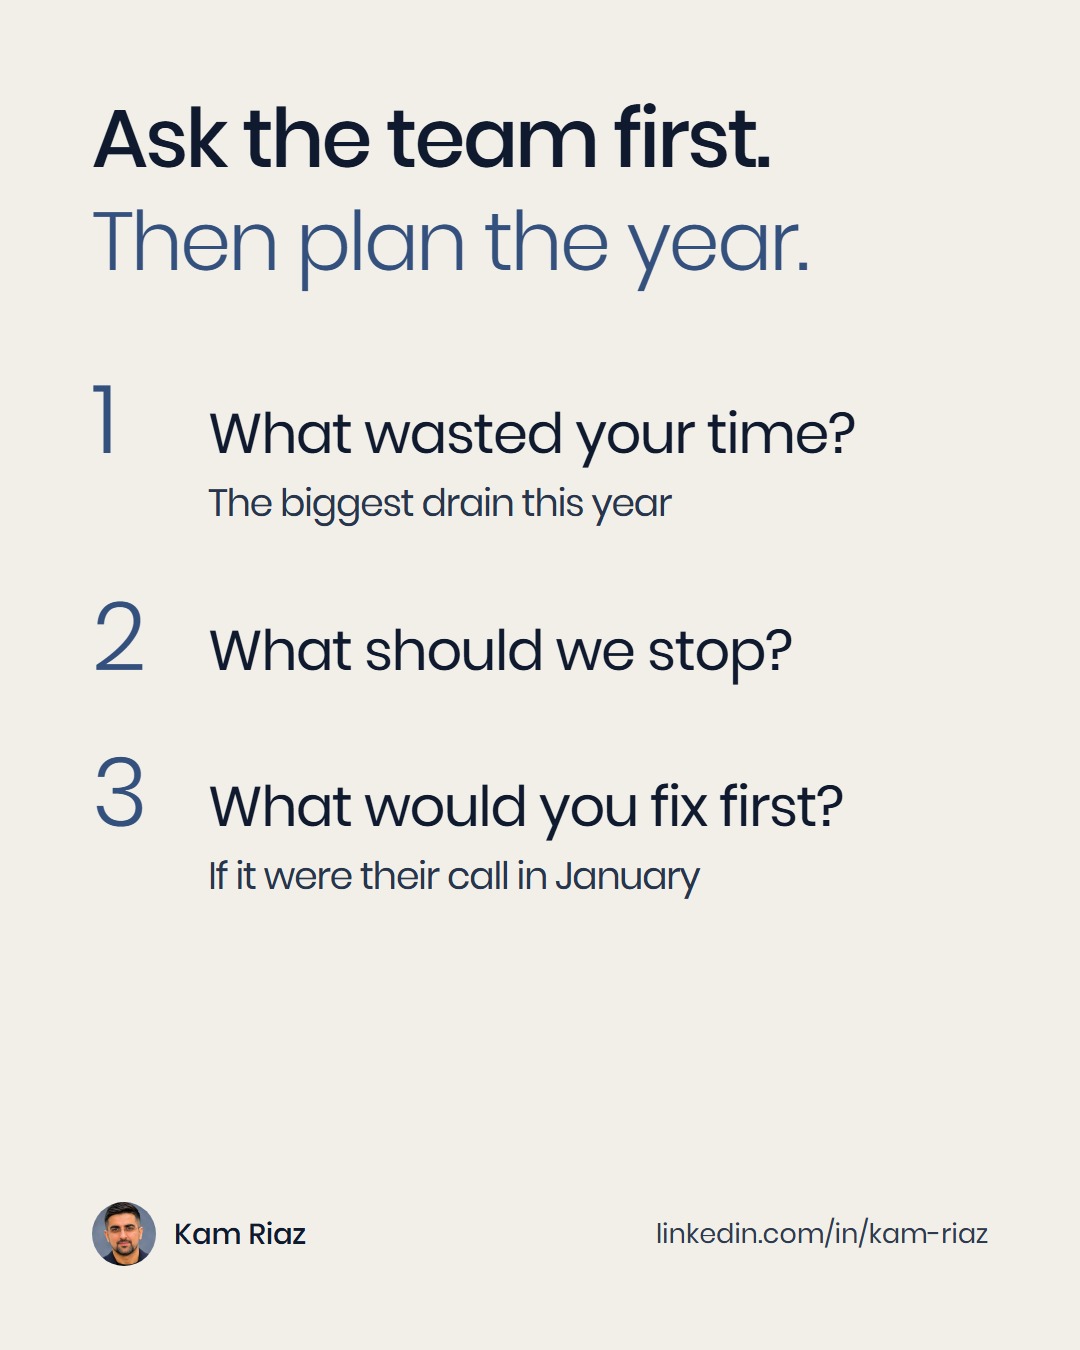 Ask the team first.
Then plan the year.
1
What wasted your time?
The biggest drain this year
2
What should we stop?
3
What would you fix first?
If it were their call in January
Kam Riaz
linkedin.com/in/kam-riaz